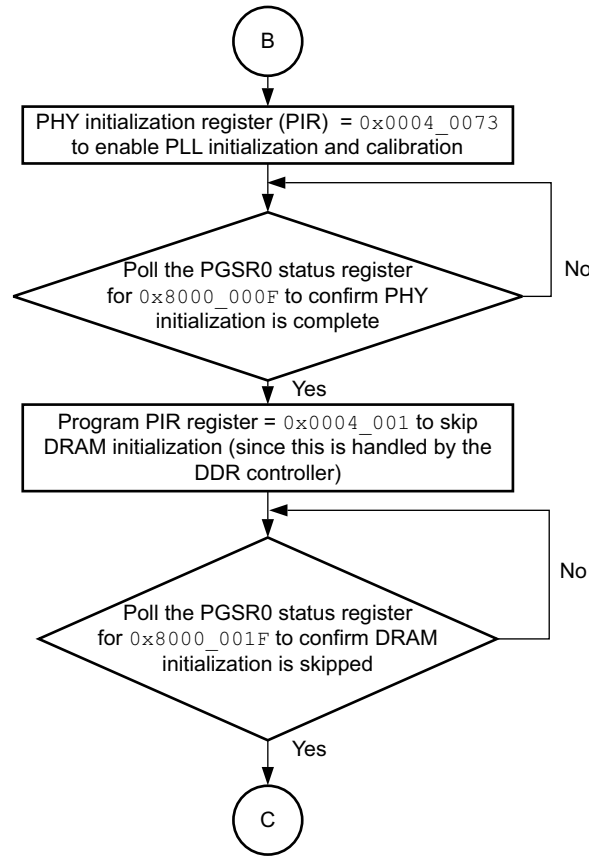 B
PHY initialization register (PIR) = 0x0004_0073
to enable PLL initialization and calibration
No
Poll the PGSR0 status register
for 0x8000_000F to confirm PHY
initialization is complete
Yes
Program PIR register = 0x0004_001 to skip
DRAM initialization (since this is handled by the
DDR controller)
No
Poll the PGSR0 status register
for 0x8000_001F to confirm DRAM
initialization is skipped
Yes
C